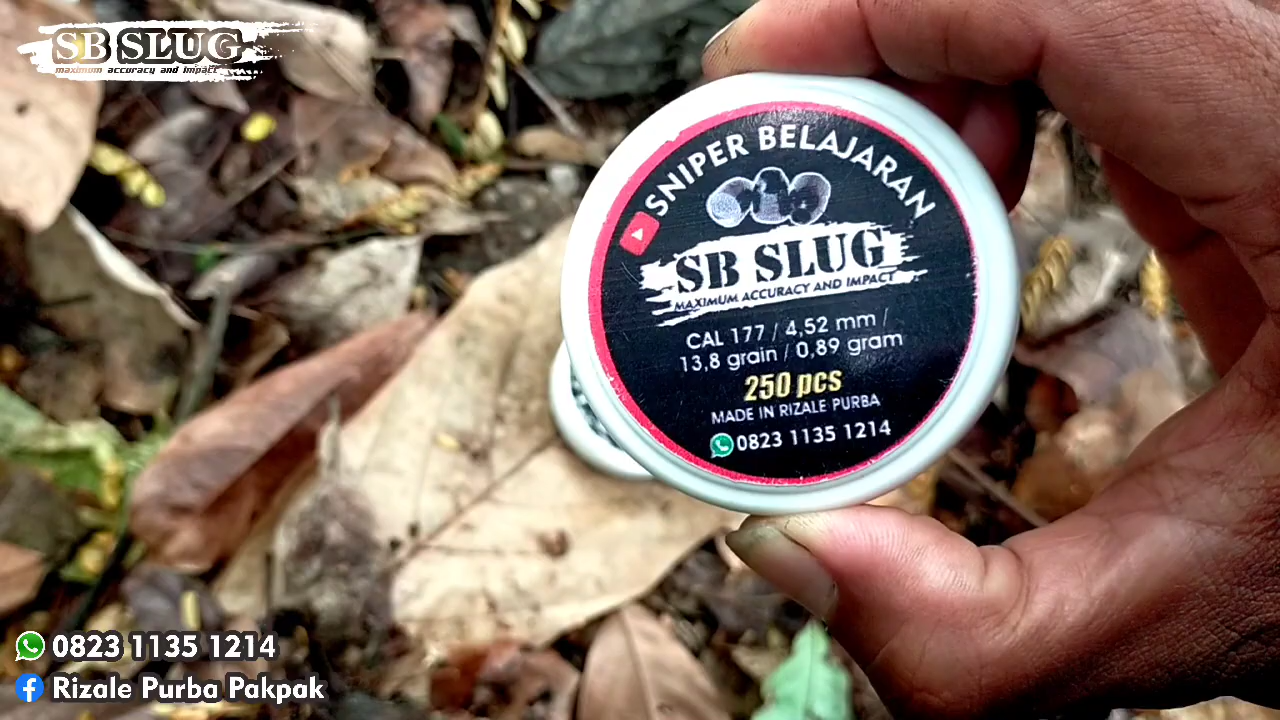 SB SLUG
maximum accuracy and impact
SNIPER BELAJARAN
SB SLUG
MAXIMUM ACCURACY AND IMPACT
CAL 177 / 4,52 mm /
13,8 grain / 0,89 gram
250 pcs
MADE IN RIZALE PURBA
0823 1135 1214
0823 1135 1214
Rizale Purba Pakpak